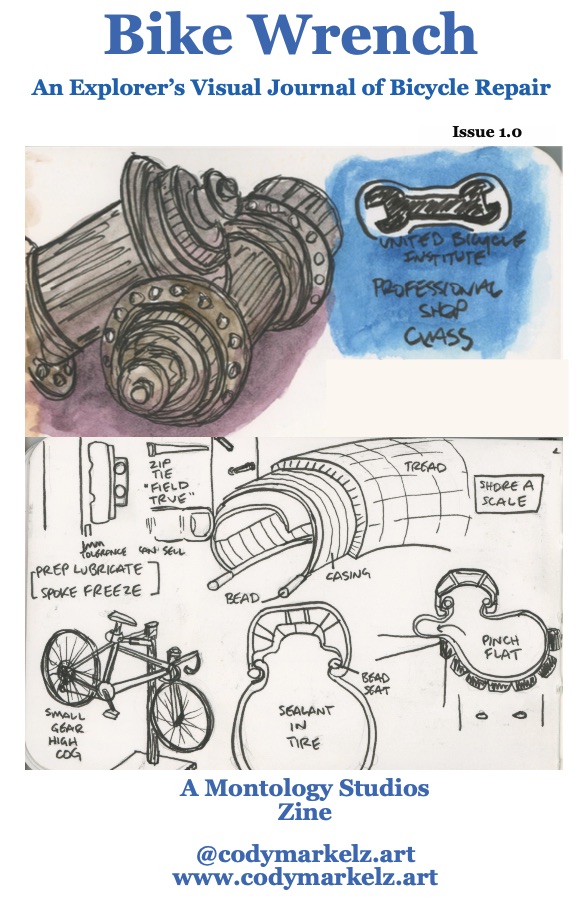 Bike Wrench
An Explorer's Visual Journal of Bicycle Repair
Issue 1.0
UNITED BICYCLE
INSTITUTE
PROFESSIONAL
SHOP
CLASS
ZIP
TIE
"FIELD
TRUE"
1mm
TOLERANCE
CAN SELL
PREP LUBRICATE
SPOKE FREEZE
TREAD
SHORE A
SCALE
CASING
BEAD
PINCH
FLAT
BEAD
SEAT
SEALANT
IN
TIRE
SMALL
GEAR
HIGH
COG
A Montology Studios
Zine
@codymarkelz.art
www.codymarkelz.art